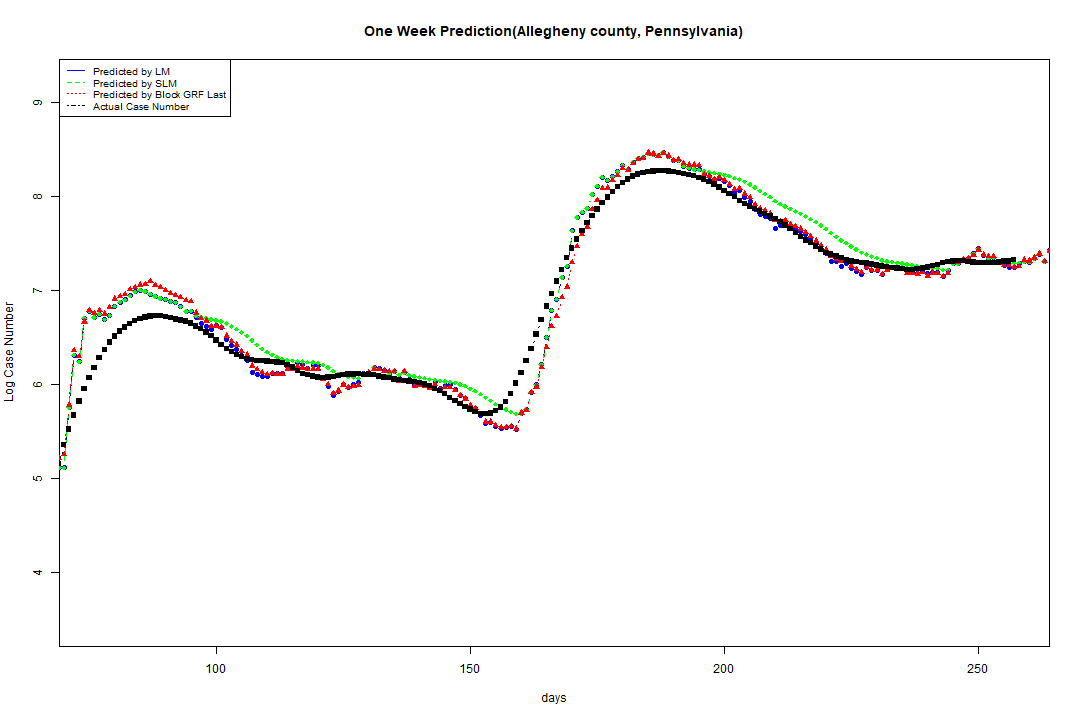 One Week Prediction(Allegheny county, Pennsylvania)
Predicted by LM
Predicted by SLM
Predicted by Block GRF Last
Actual Case Number
9
8
7
6
5
4
Log Case Number
100 150 200 250
days